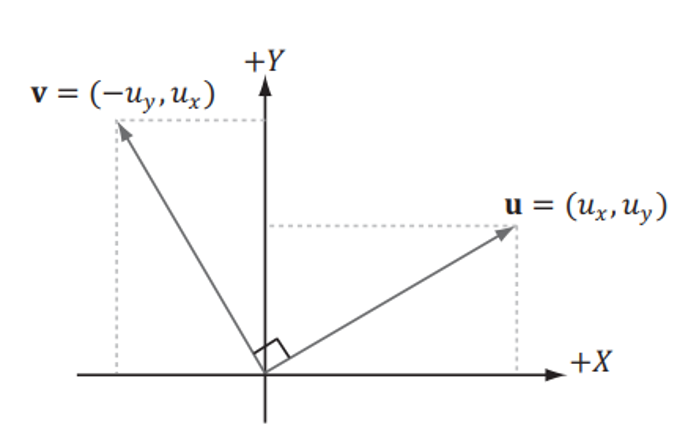 +Y
𝐯 = (−u_y, u_x)
𝐮 = (u_x, u_y)
+X